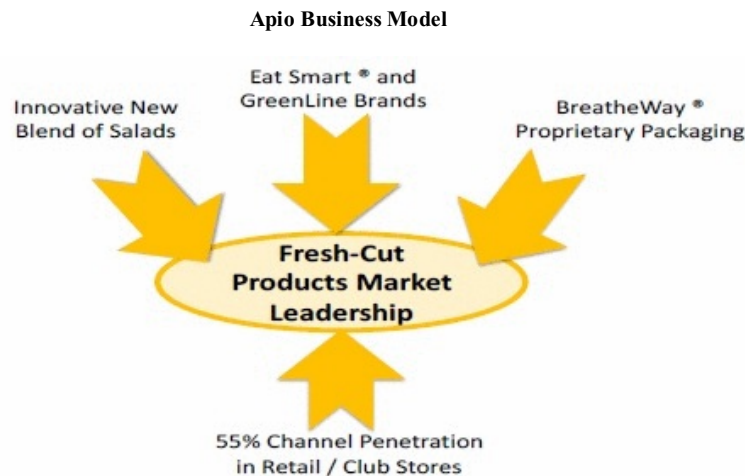 Apio Business Model
Eat Smart ® and
GreenLine Brands
Innovative New
Blend of Salads
BreatheWay ®
Proprietary Packaging
Fresh-Cut
Products Market
Leadership
55% Channel Penetration
in Retail / Club Stores